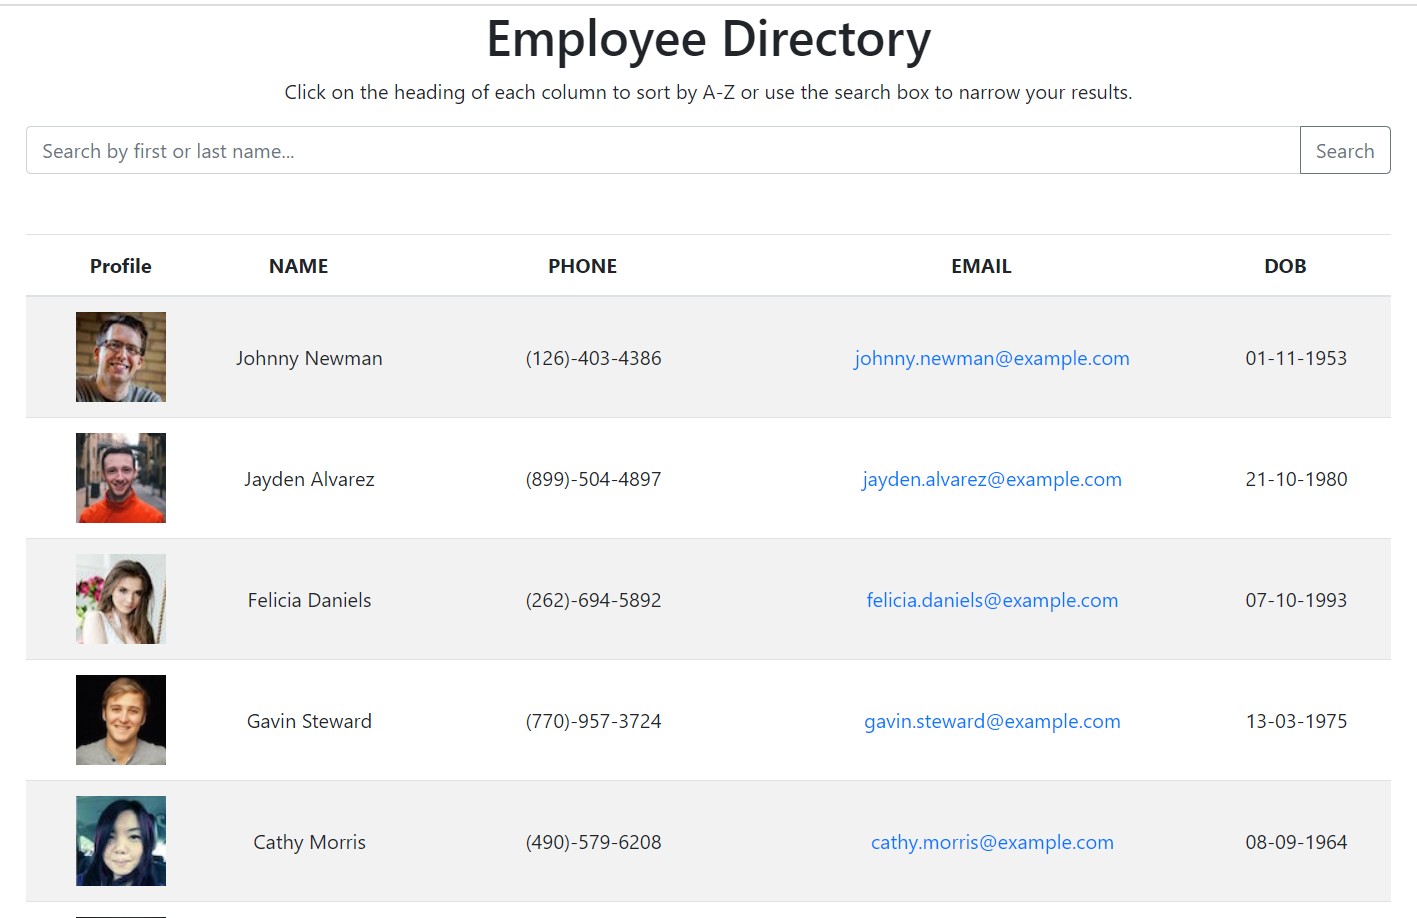 Employee Directory
Click on the heading of each column to sort by A-Z or use the search box to narrow your results.
Search by first or last name... Search
Profile NAME PHONE EMAIL DOB
Johnny Newman (126)-403-4386 johnny.newman@example.com 01-11-1953
Jayden Alvarez (899)-504-4897 jayden.alvarez@example.com 21-10-1980
Felicia Daniels (262)-694-5892 felicia.daniels@example.com 07-10-1993
Gavin Steward (770)-957-3724 gavin.steward@example.com 13-03-1975
Cathy Morris (490)-579-6208 cathy.morris@example.com 08-09-1964